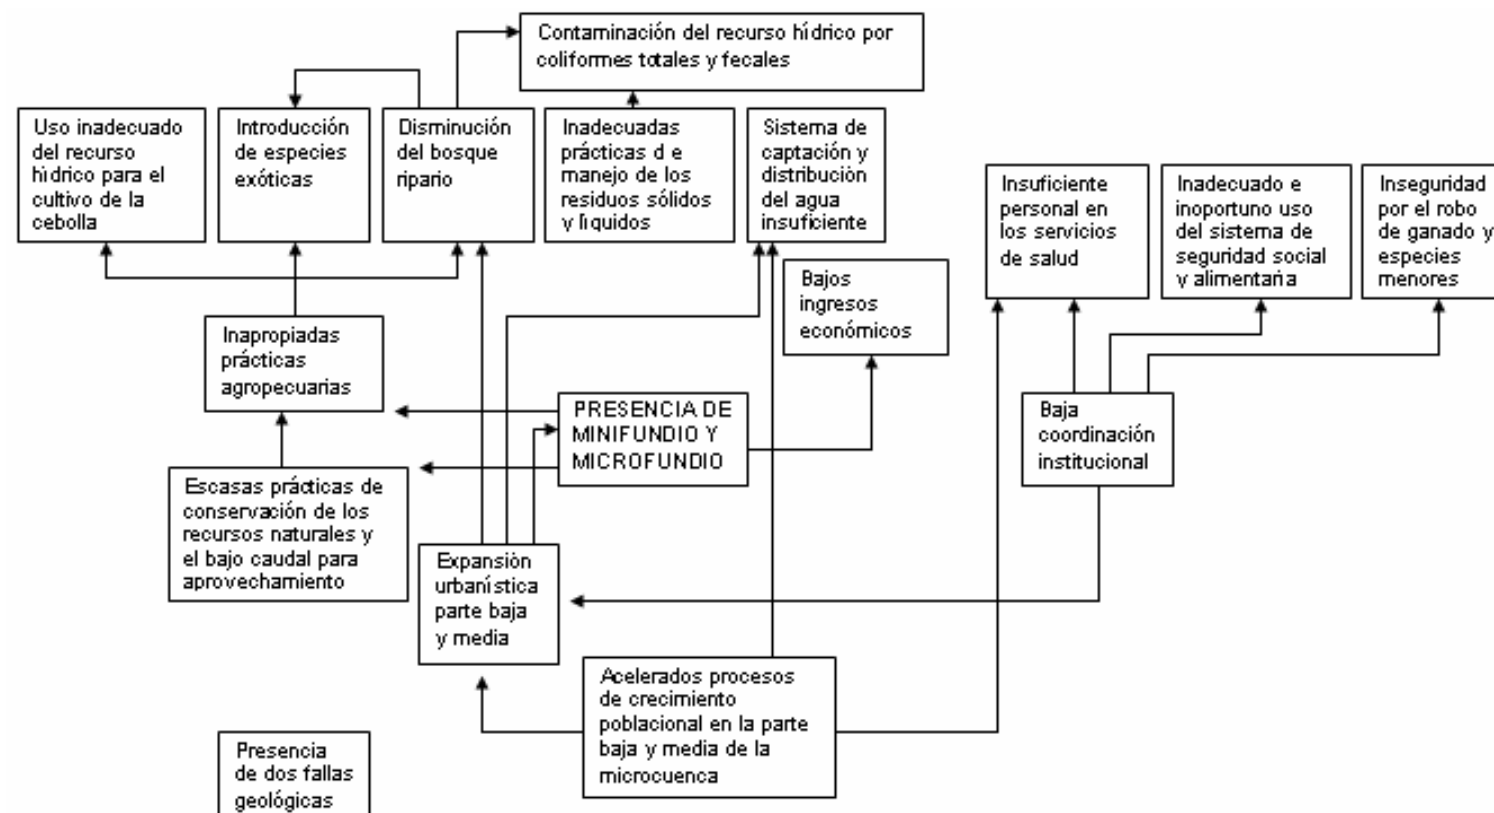 Contaminación del recurso hídrico por
coliformes totales y fecales
Uso inadecuado
del recurso
hídrico para el
cultivo de la
cebolla
Introducción
de especies
exóticas
Disminución
del bosque
ripario
Inadecuadas
prácticas d e
manejo de los
residuos sólidos
y líquidos
Sistema de
captación y
distribución
del agua
insuficiente
Insuficiente
personal en
los servicios
de salud
Inadecuado e
inoportuno uso
del sistema de
seguridad social
y alimentaria
Inseguridad
por el robo
de ganado y
especies
menores
Bajos
ingresos
económicos
Inapropiadas
prácticas
agropecuarias
PRESENCIA DE
MINIFUNDIO Y
MICROFUNDIO
Baja
coordinación
institucional
Escasas prácticas de
conservación de los
recursos naturales y
el bajo caudal para
aprovechamiento
Expansión
urbanística
parte baja
y media
Acelerados procesos
de crecimiento
poblacional en la parte
baja y media de la
microcuenca
Presencia
de dos fallas
geológicas